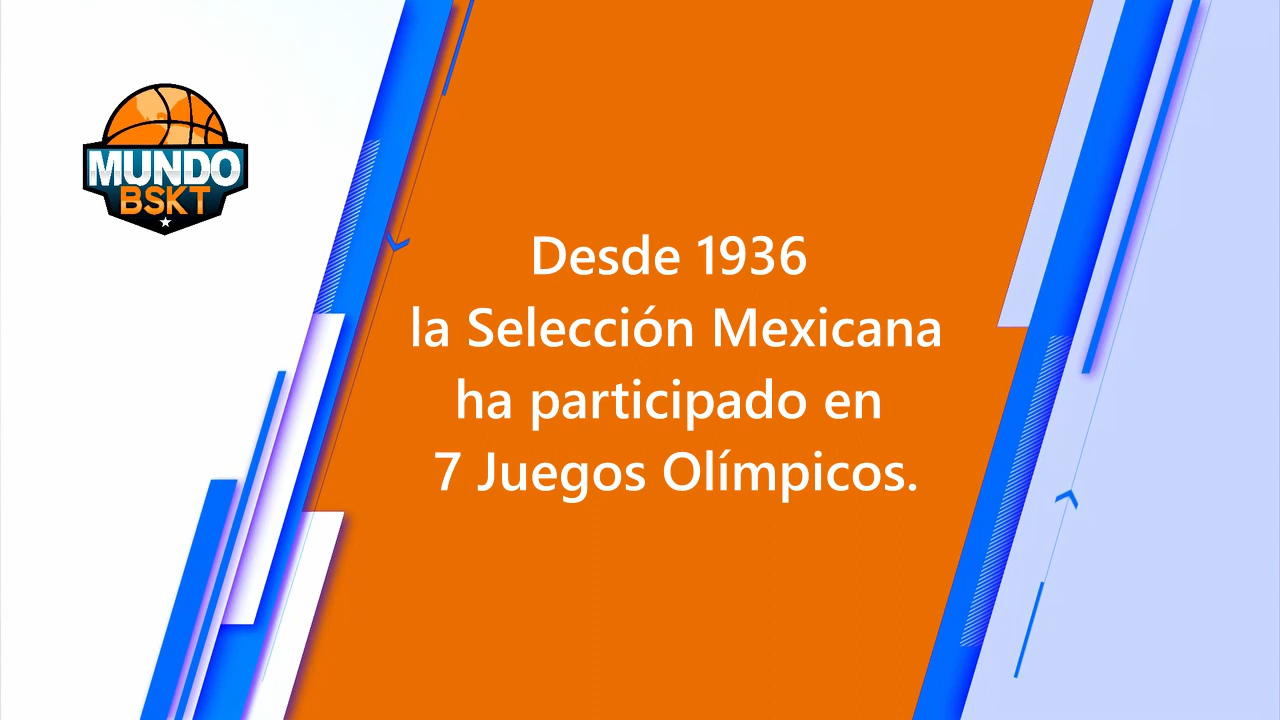 MUNDO
BSKT
Desde 1936
la Selección Mexicana
ha participado en
7 Juegos Olímpicos.